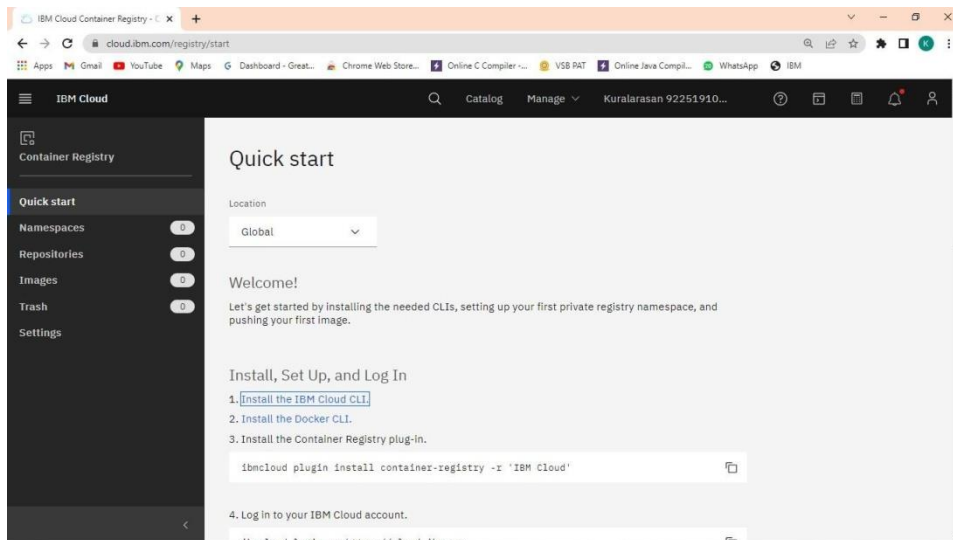 IBM Cloud Container Registry - C
cloud.ibm.com/registry/start
Apps Gmail YouTube Maps Dashboard - Great... Chrome Web Store... Online C Compiler -... VSB PAT Online Java Compil... WhatsApp IBM
K
IBM Cloud Catalog Manage Kuralarasan 92251910...
Container Registry
Quick start
Namespaces 0
Repositories 0
Images 0
Trash 0
Settings
Quick start
Location
Global
Welcome!
Let's get started by installing the needed CLIs, setting up your first private registry namespace, and
pushing your first image.
Install, Set Up, and Log In
1. Install the IBM Cloud CLI.
2. Install the Docker CLI.
3. Install the Container Registry plug-in.
ibmcloud plugin install container-registry -r 'IBM Cloud'
4. Log in to your IBM Cloud account.